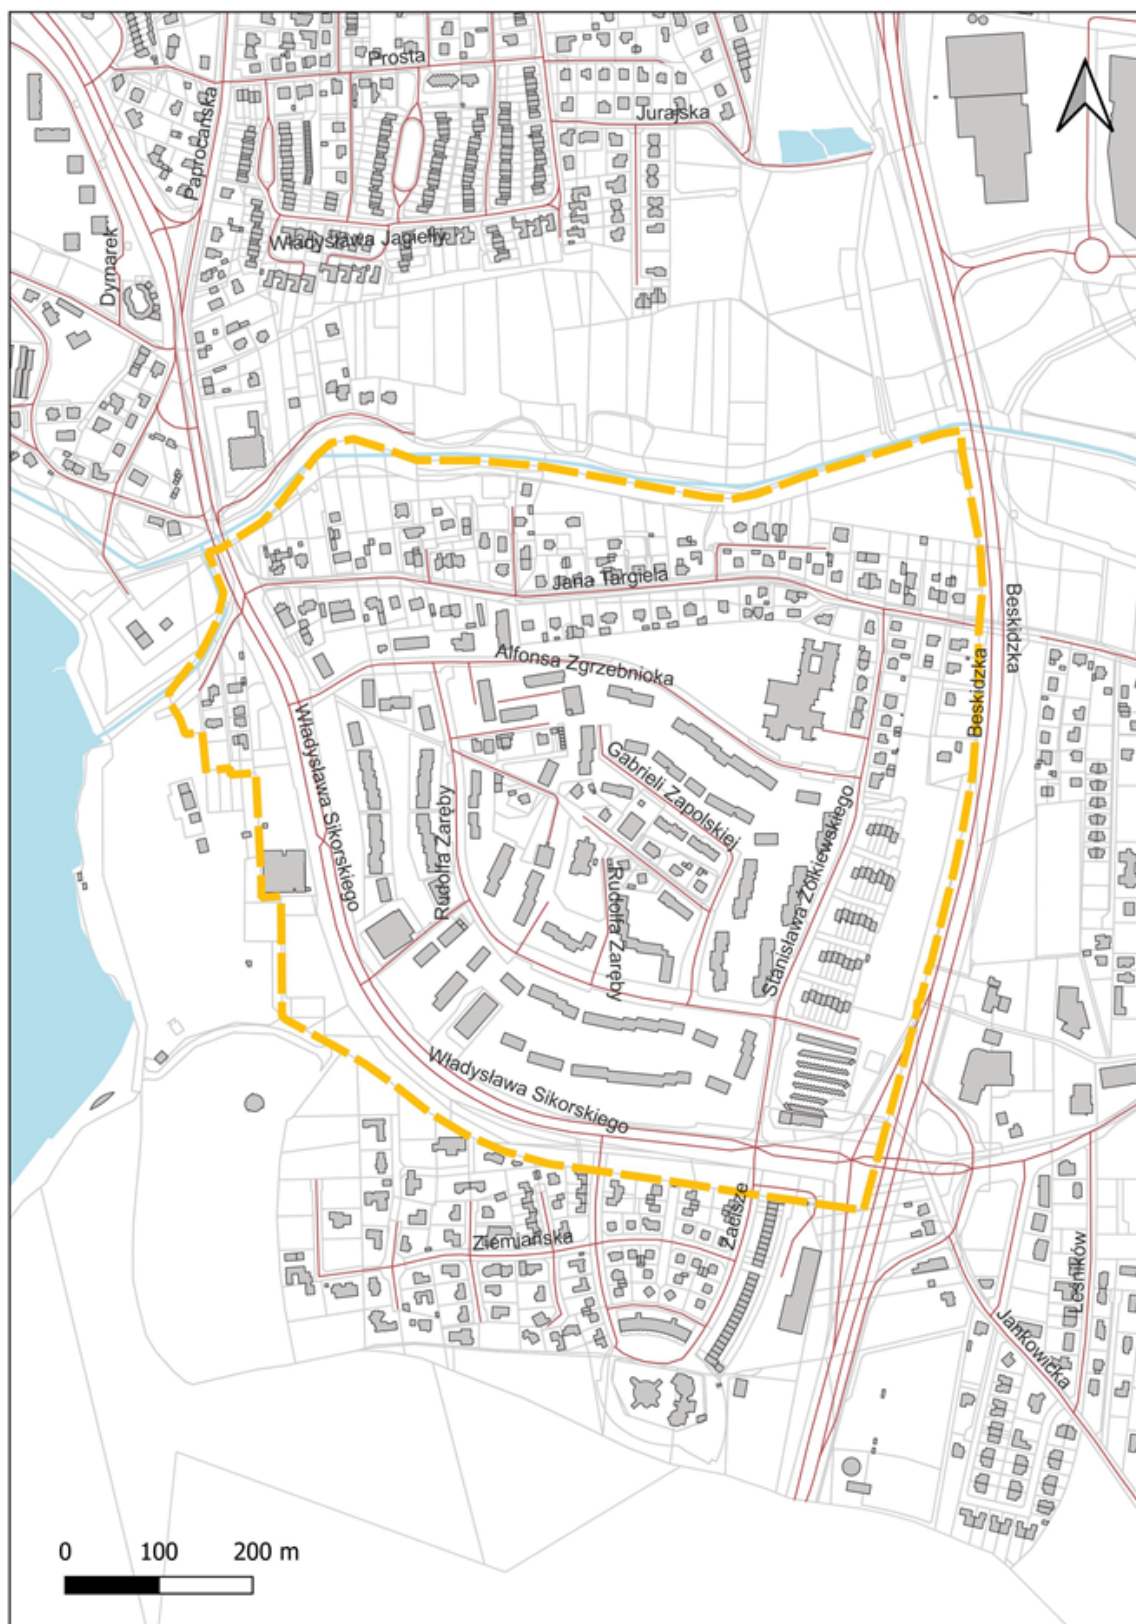 Prosta
Jurajska
Paprocańska
Władysława Jagiełły
Dymarek
Jana Targiela
Beskidzka
Alfonsa Zgrzebnioka
Beskidzka
Władysława Sikorskiego
Gabrieli Zapolskiej
Rudolfa Zaręby
Stanisława Żółkiewskiego
Rudolfa Zaręby
Władysława Sikorskiego
Zacisze
Ziemiańska
Leśników
Jankowicka
0 100 200 m